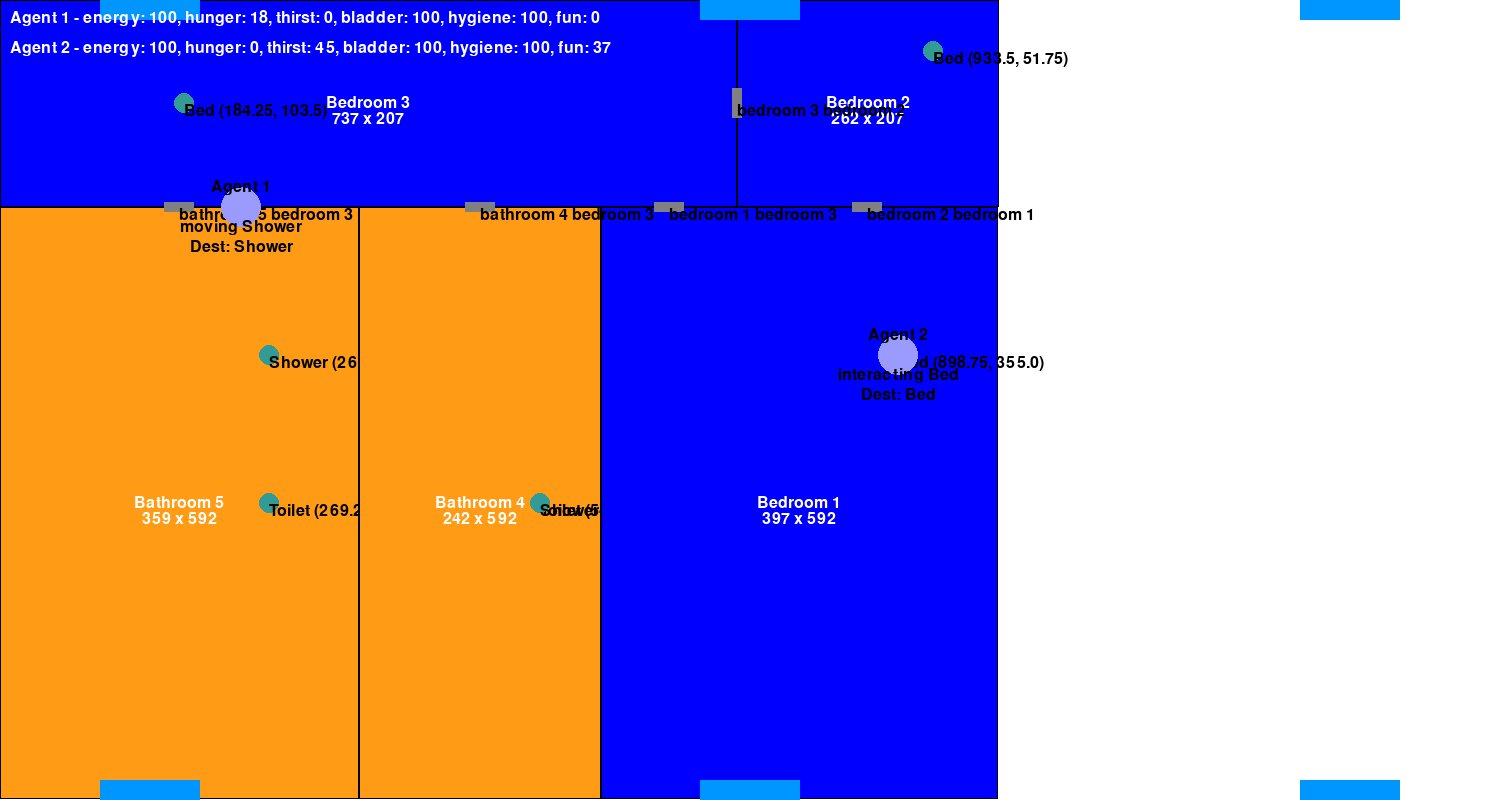 Agent 1 - energy: 100, hunger: 18, thirst: 0, bladder: 100, hygiene: 100, fun: 0
Agent 2 - energy: 100, hunger: 0, thirst: 45, bladder: 100, hygiene: 100, fun: 37
Bed (933.5, 51.75)
Bed (184.25, 103.5)
Bedroom 3
737 x 207
bedroom 3 bedroom 2
Bedroom 2
262 x 207
Agent 1
5 bedroom 3
bathroom 4 bedroom 3
bedroom 1 bedroom 3
bedroom 2 bedroom 1
moving Shower
Dest: Shower
Agent 2
Shower (26
(898.75, 355.0)
interacting Bed
Dest: Bed
Bathroom 5
359 x 592
Toilet (269.2
Bathroom 4
242 x 592
Bedroom 1
397 x 592